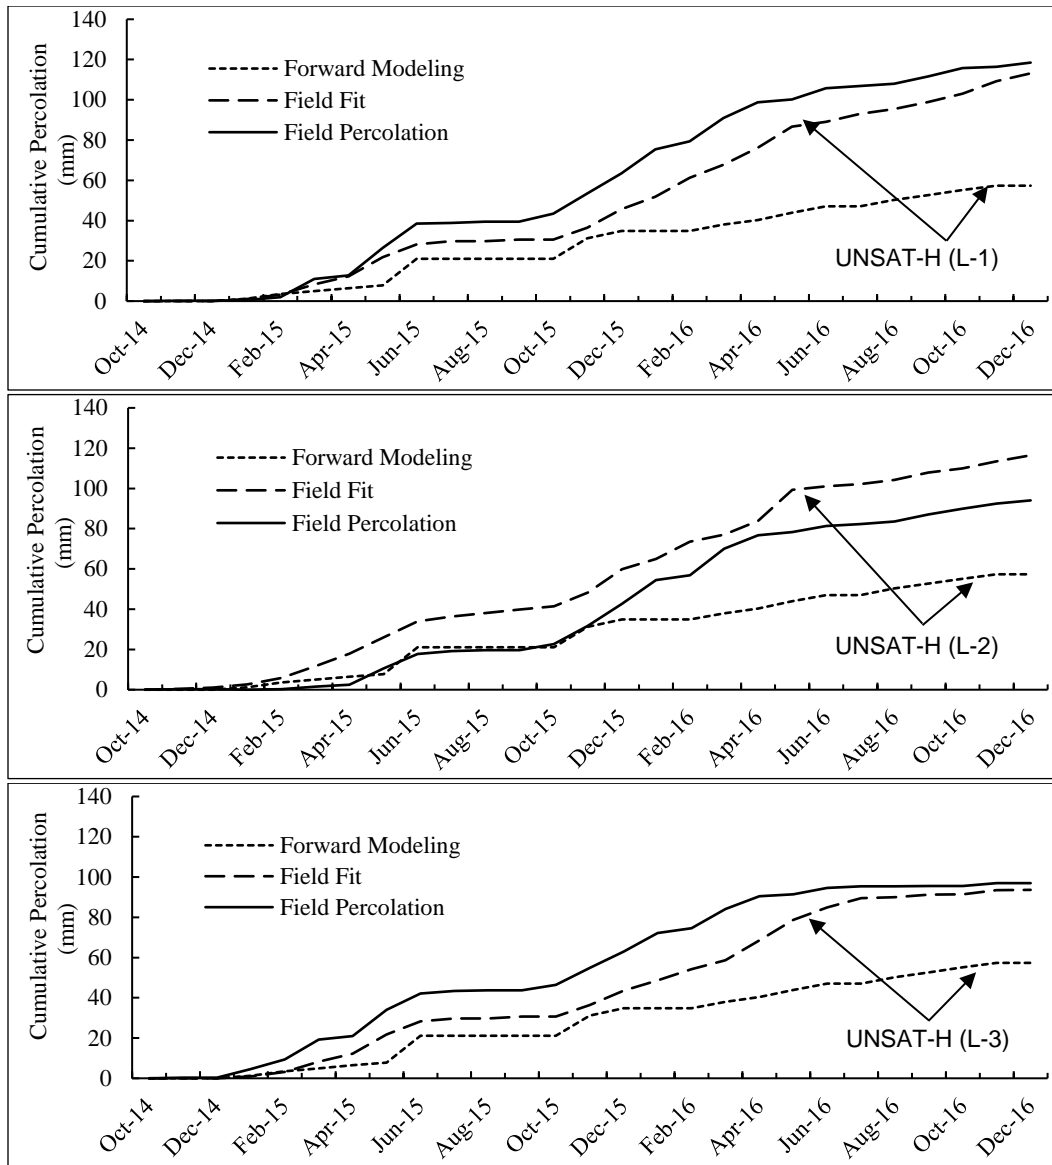 140
120
100
80
60
40
20
0
Cumulative Percolation
(mm)
Forward Modeling
Field Fit
Field Percolation
UNSAT-H (L-1)
Oct-14
Dec-14
Feb-15
Apr-15
Jun-15
Aug-15
Oct-15
Dec-15
Feb-16
Apr-16
Jun-16
Aug-16
Oct-16
Dec-16
140
120
100
80
60
40
20
0
Cumulative Percolation
(mm)
Forward Modeling
Field Fit
Field Percolation
UNSAT-H (L-2)
Oct-14
Dec-14
Feb-15
Apr-15
Jun-15
Aug-15
Oct-15
Dec-15
Feb-16
Apr-16
Jun-16
Aug-16
Oct-16
Dec-16
140
120
100
80
60
40
20
0
Cumulative Percolation
(mm)
Forward Modeling
Field Fit
Field Percolation
UNSAT-H (L-3)
Oct-14
Dec-14
Feb-15
Apr-15
Jun-15
Aug-15
Oct-15
Dec-15
Feb-16
Apr-16
Jun-16
Aug-16
Oct-16
Dec-16